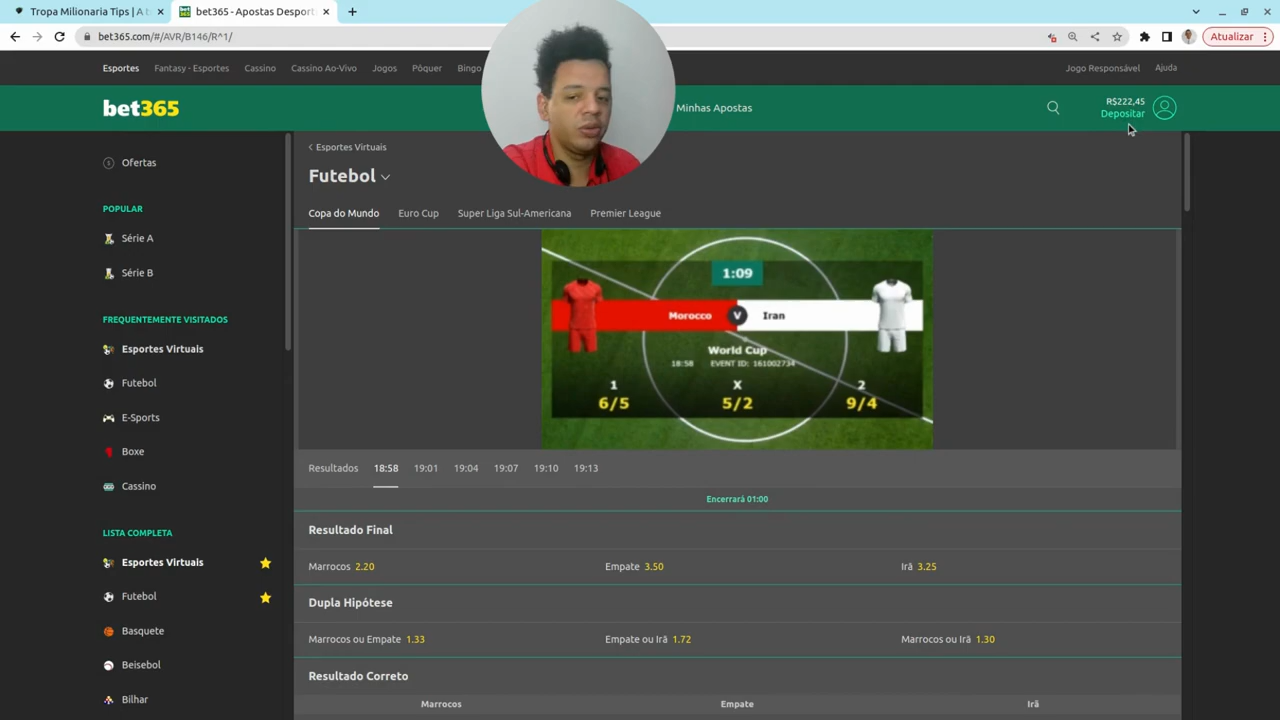 Tropa Milionaria Tips | A t
bet365 - Apostas Desport
bet365.com/#/AVR/B146/R^1/
Atualizar
Esportes Fantasy - Esportes Cassino Cassino Ao-Vivo Jogos Pôquer Bingo
Jogo Responsável Ajuda
bet365
Minhas Apostas
R$222,45
Depositar
Ofertas
POPULAR
Série A
Série B
FREQUENTEMENTE VISITADOS
Esportes Virtuais
Futebol
E-Sports
Boxe
Cassino
LISTA COMPLETA
Esportes Virtuais
Futebol
Basquete
Beisebol
Bilhar
Esportes Virtuais
Futebol
Copa do Mundo Euro Cup Super Liga Sul-Americana Premier League
1:09
Morocco V Iran
World Cup
18:58 EVENT ID: 161002734
1 X 2
6/5 5/2 9/4
Resultados 18:58 19:01 19:04 19:07 19:10 19:13
Encerrará 01:00
Resultado Final
Marrocos 2.20 Empate 3.50 Irã 3.25
Dupla Hipótese
Marrocos ou Empate 1.33 Empate ou Irã 1.72 Marrocos ou Irã 1.30
Resultado Correto
Marrocos Empate Irã